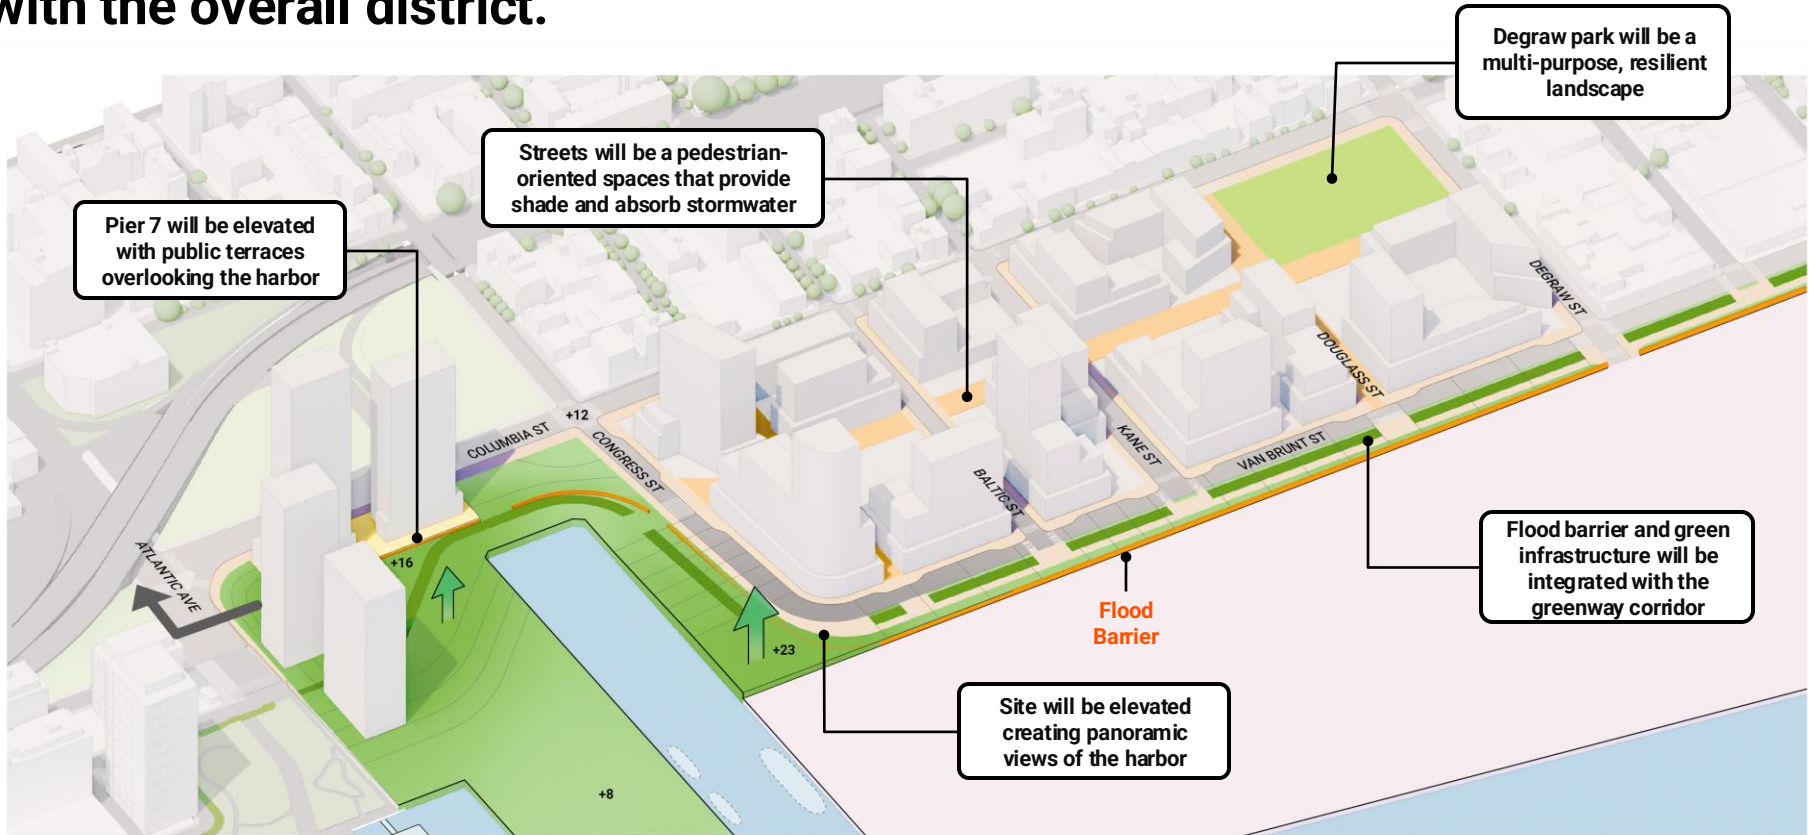 with the overall district.
Degraw park will be a
multi-purpose, resilient
landscape
Streets will be a pedestrian-
oriented spaces that provide
shade and absorb stormwater
Pier 7 will be elevated
with public terraces
overlooking the harbor
DEGRAW ST
DOUGLASS ST
+12
COLUMBIA ST
CONGRESS ST
KANE ST
VAN BRUNT ST
BALTIC ST
ATLANTIC AVE
+16
Flood barrier and green
infrastructure will be
integrated with the
greenway corridor
Flood
Barrier
+23
Site will be elevated
creating panoramic
views of the harbor
+8